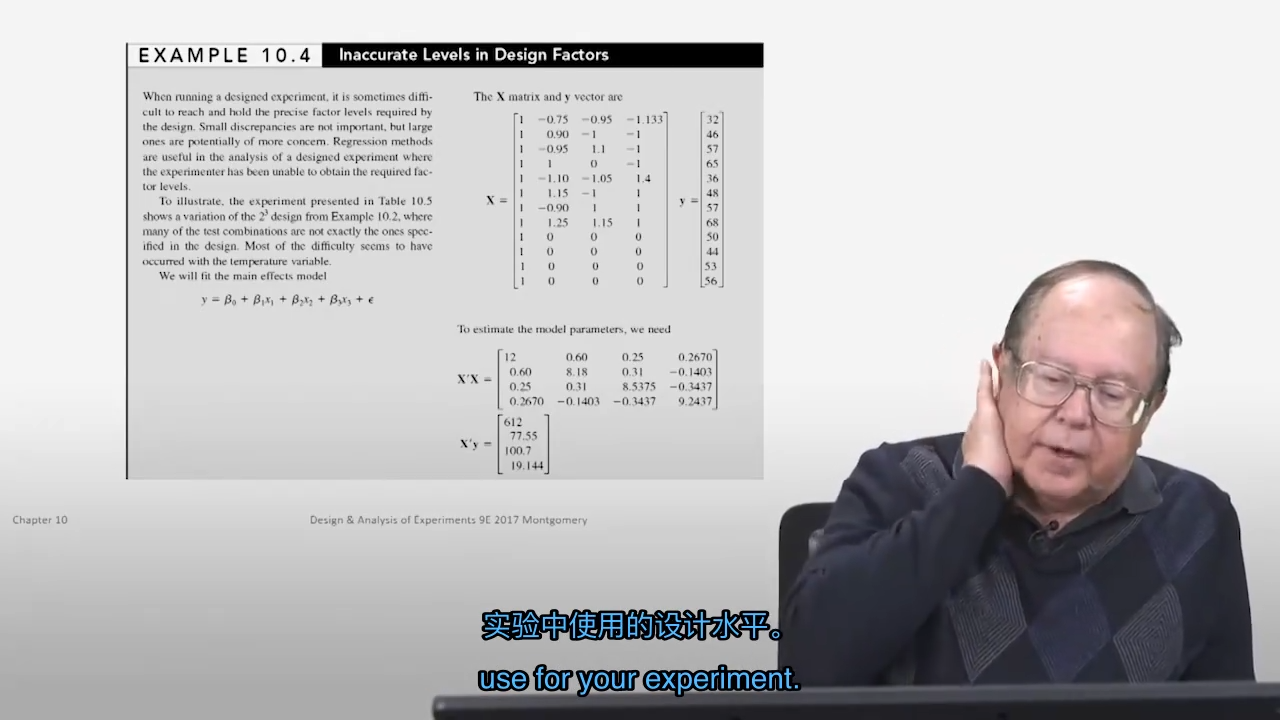 EXAMPLE 10.4 Inaccurate Levels in Design Factors
When running a designed experiment, it is sometimes diffi-
cult to reach and hold the precise factor levels required by
the design. Small discrepancies are not important, but large
ones are potentially of more concern. Regression methods
are useful in the analysis of a designed experiment where
the experimenter has been unable to obtain the required fac-
tor levels.
To illustrate, the experiment presented in Table 10.5
shows a variation of the 2³ design from Example 10.2, where
many of the test combinations are not exactly the ones spec-
ified in the design. Most of the difficulty seems to have
occurred with the temperature variable.
We will fit the main effects model
y = β₀ + β₁x₁ + β₂x₂ + β₃x₃ + ϵ
The X matrix and y vector are
1 −0.75 −0.95 −1.133 32
1 0.90 −1 −1 46
1 −0.95 1.1 −1 57
1 1 0 −1 65
1 −1.10 −1.05 1.4 36
X = 1 1.15 −1 1 y = 48
1 −0.90 1 1 57
1 1.25 1.15 1 68
1 0 0 0 50
1 0 0 0 44
1 0 0 0 53
1 0 0 0 56
To estimate the model parameters, we need
12 0.60 0.25 0.2670
X′X = 0.60 8.18 0.31 −0.1403
0.25 0.31 8.5375 −0.3437
0.2670 −0.1403 −0.3437 9.2437
612
X′y = 77.55
100.7
19.144
Chapter 10
Design & Analysis of Experiments 9E 2017 Montgomery
实验中使用的设计水平。
use for your experiment.